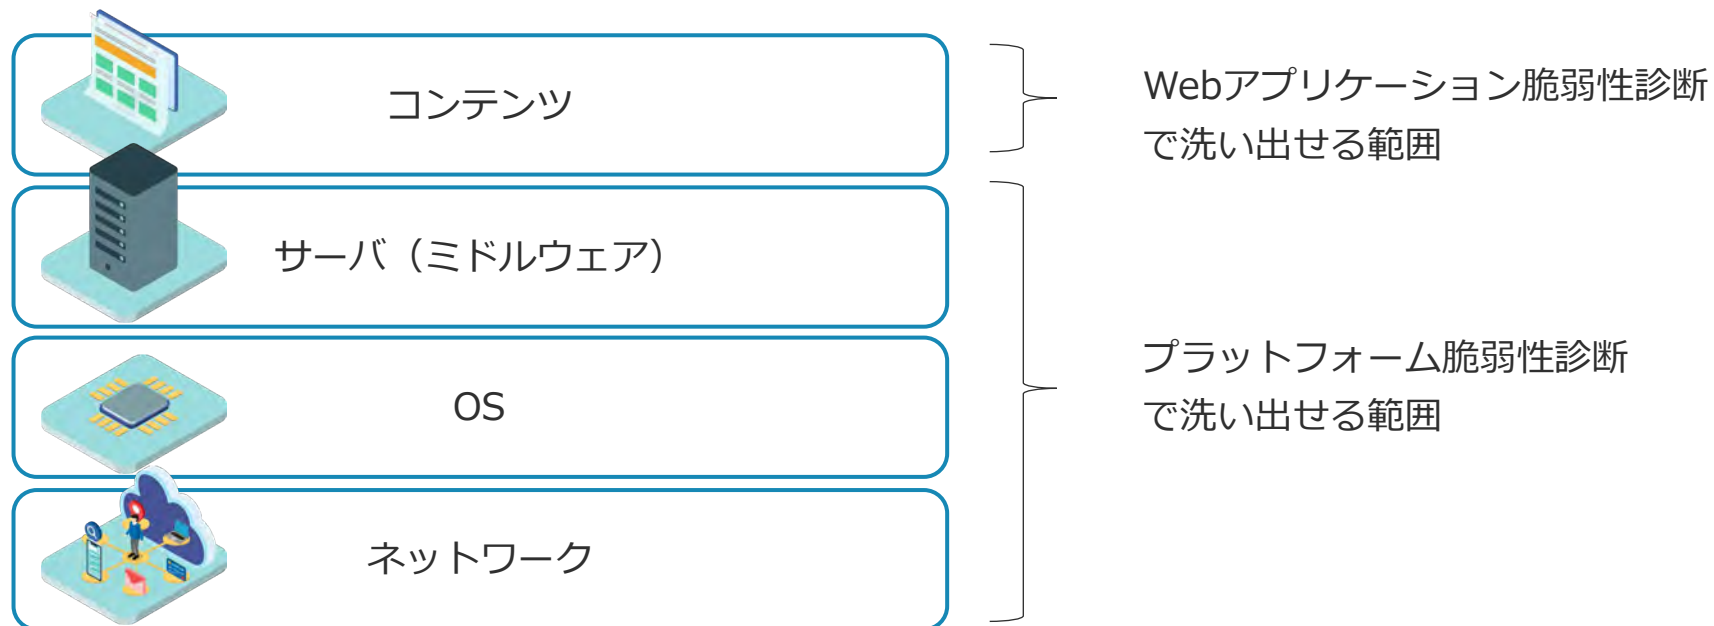 コンテンツ
Webアプリケーション脆弱性診断
で洗い出せる範囲
サーバ（ミドルウェア）
OS
プラットフォーム脆弱性診断
で洗い出せる範囲
ネットワーク